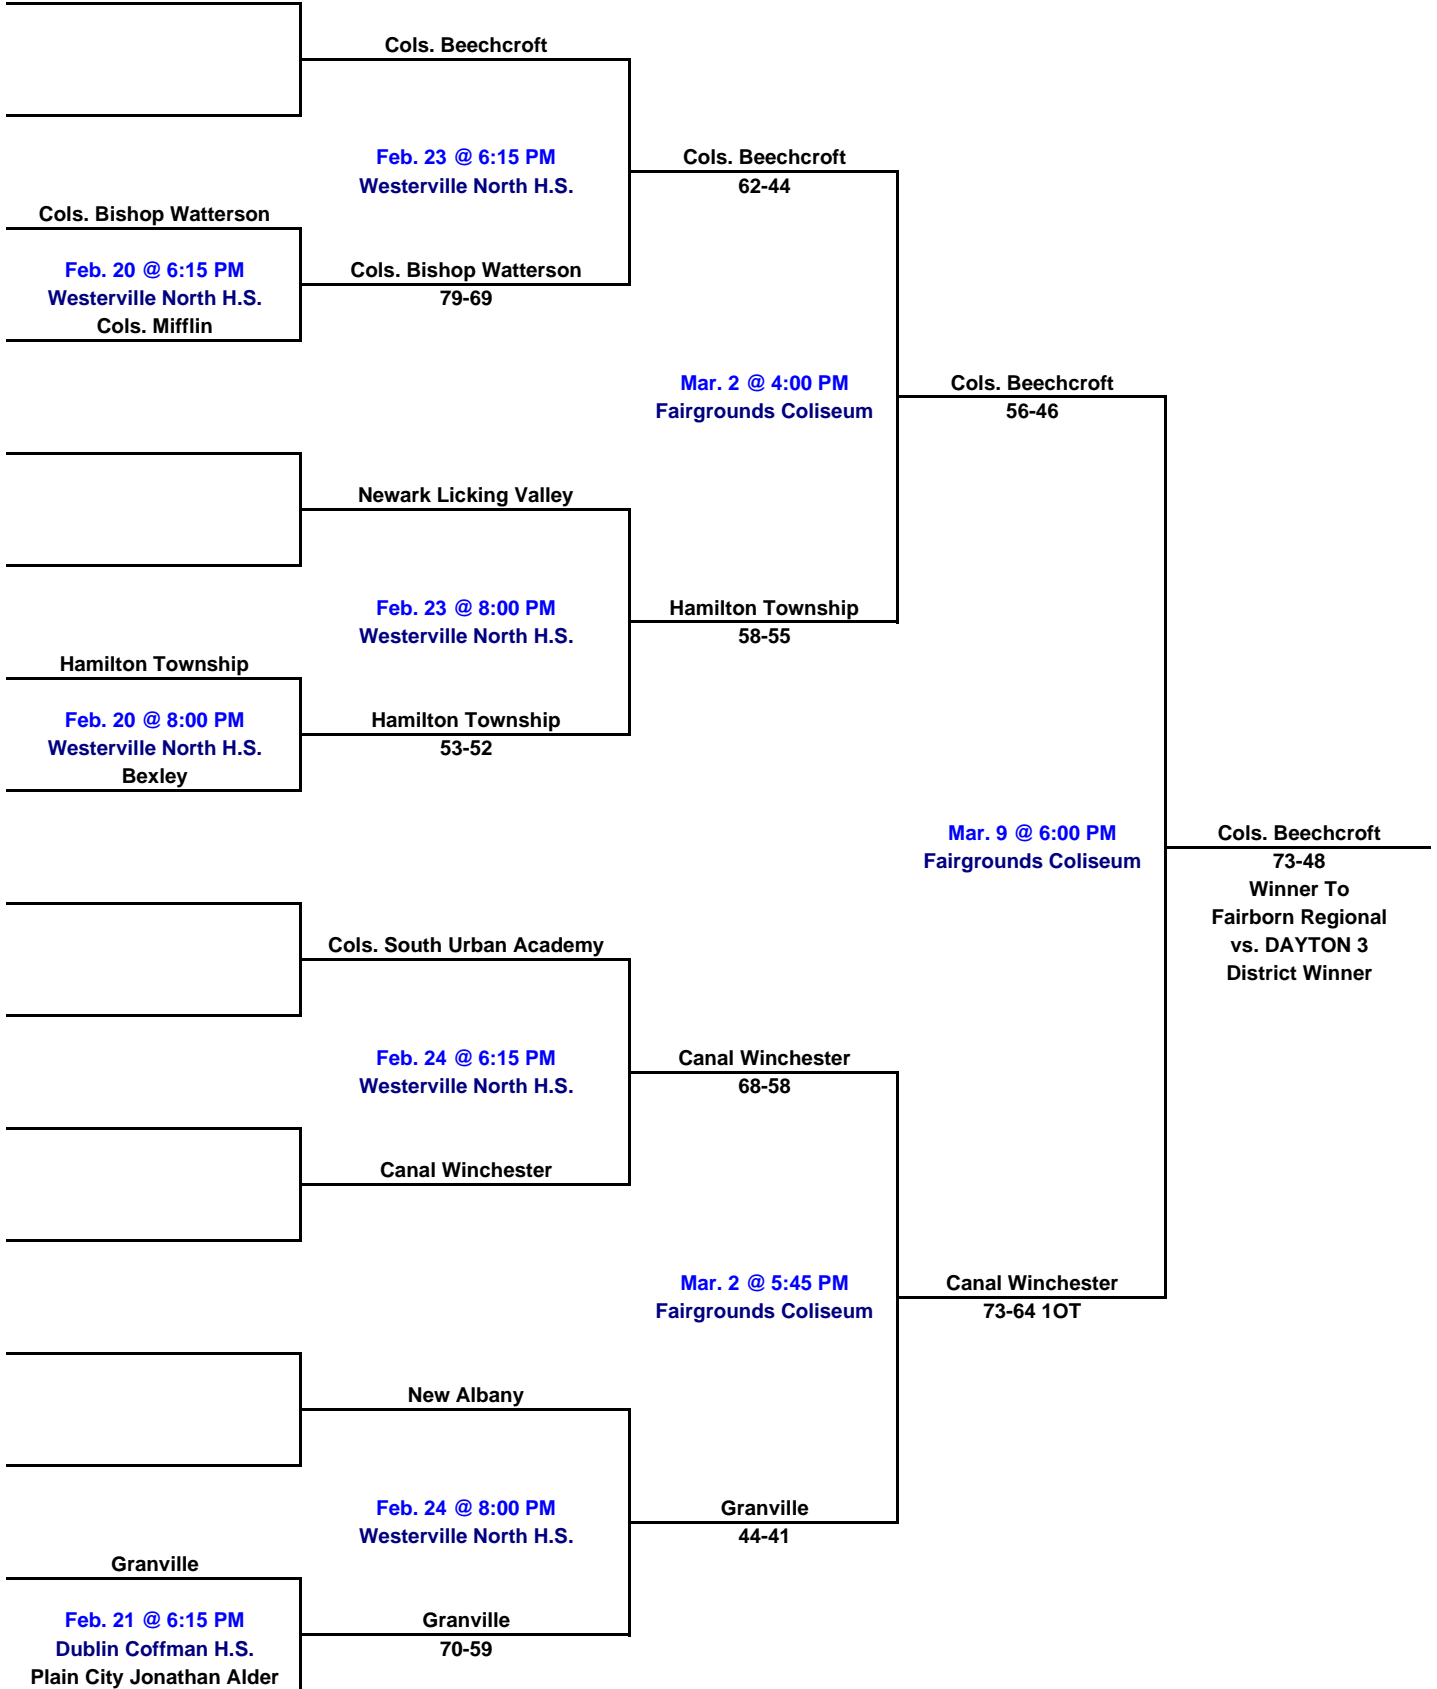 Cols. Beechcroft
Feb. 23 @ 6:15 PM
Westerville North H.S.
Cols. Beechcroft
62-44
Cols. Bishop Watterson
Feb. 20 @ 6:15 PM
Westerville North H.S.
Cols. Mifflin
Cols. Bishop Watterson
79-69
Mar. 2 @ 4:00 PM
Fairgrounds Coliseum
Cols. Beechcroft
56-46
Newark Licking Valley
Feb. 23 @ 8:00 PM
Westerville North H.S.
Hamilton Township
58-55
Hamilton Township
Feb. 20 @ 8:00 PM
Westerville North H.S.
Bexley
Hamilton Township
53-52
Mar. 9 @ 6:00 PM
Fairgrounds Coliseum
Cols. Beechcroft
73-48
Winner To
Fairborn Regional
vs. DAYTON 3
District Winner
Cols. South Urban Academy
Feb. 24 @ 6:15 PM
Westerville North H.S.
Canal Winchester
68-58
Canal Winchester
Mar. 2 @ 5:45 PM
Fairgrounds Coliseum
Canal Winchester
73-64 1OT
New Albany
Feb. 24 @ 8:00 PM
Westerville North H.S.
Granville
44-41
Granville
Feb. 21 @ 6:15 PM
Dublin Coffman H.S.
Plain City Jonathan Alder
Granville
70-59